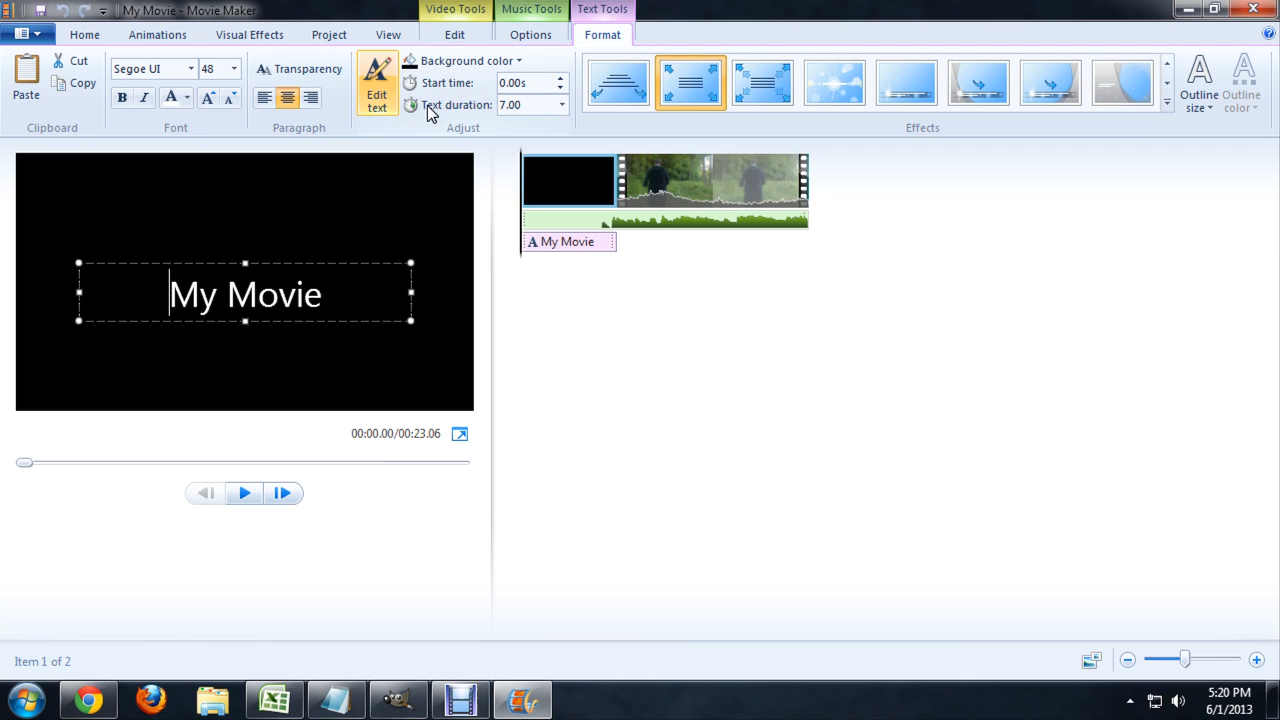 My Movie - Movie Maker
Video Tools
Music Tools
Text Tools
Home
Animations
Visual Effects
Project
View
Edit
Options
Format
Paste
Cut
Copy
Clipboard
Segoe UI
48
B
I
A
A
A
Font
Transparency
Paragraph
Edit text
Background color
Start time:
0.00s
Text duration:
7.00
Adjust
Effects
Outline size
Outline color
My Movie
A My Movie
00:00.00/00:23.06
Item 1 of 2
5:20 PM
6/1/2013